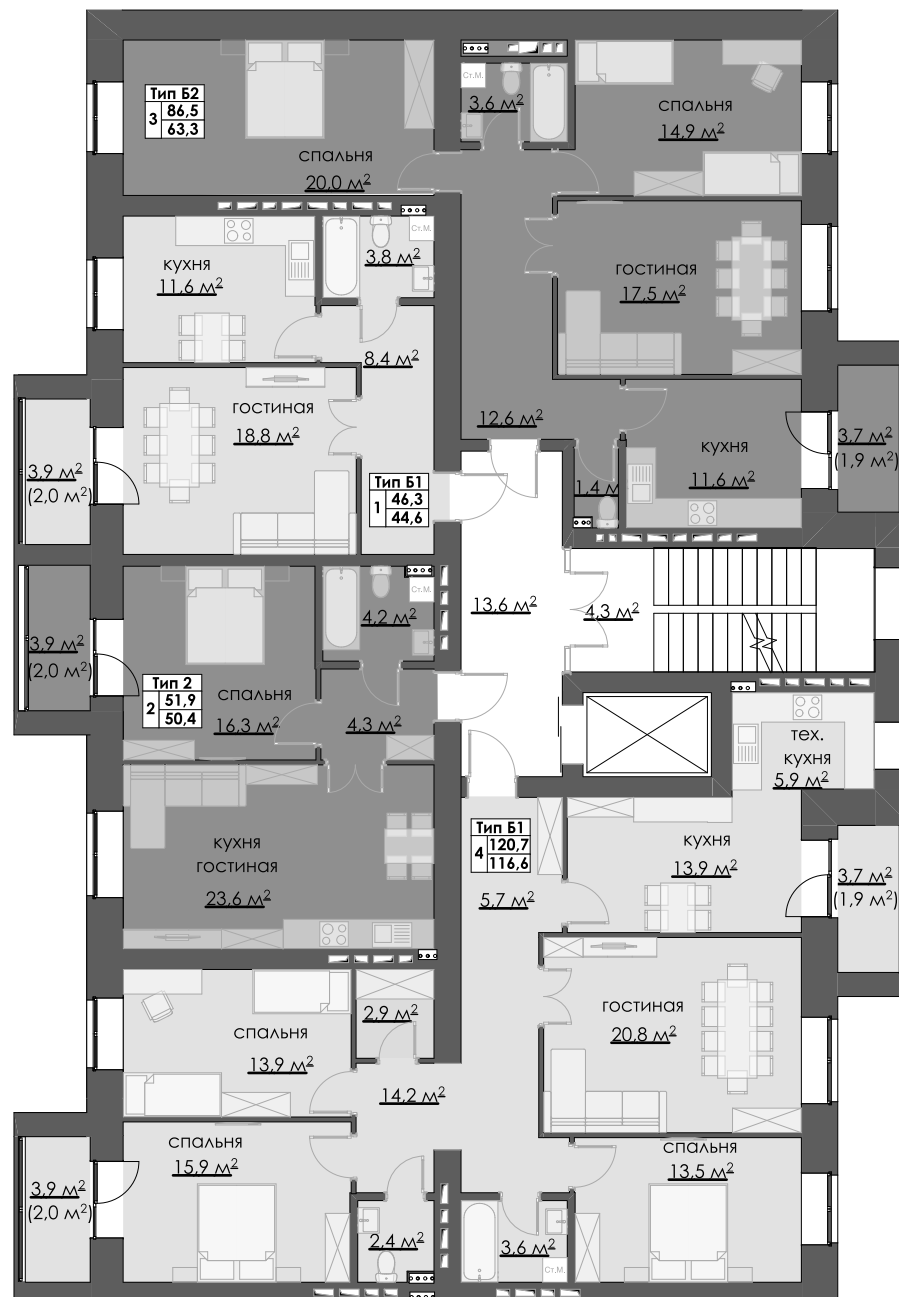 Тип Б2
3
86,5
63,3
спальня
20,0 м²
Ст.М.
3,6 м²
спальня
14,9 м²
кухня
11,6 м²
Ст.М.
3,8 м²
гостиная
17,5 м²
8,4 м²
гостиная
18,8 м²
12,6 м²
кухня
11,6 м²
3,7 м²
(1,9 м²)
3,9 м²
(2,0 м²)
Тип Б1
1
46,3
44,6
1,4 м²
13,6 м²
4,3 м²
3,9 м²
(2,0 м²)
Ст.М.
4,2 м²
Тип 2
2
51,9
50,4
спальня
16,3 м²
4,3 м²
тех.
кухня
5,9 м²
кухня
гостиная
23,6 м²
Тип Б1
4
120,7
116,6
5,7 м²
кухня
13,9 м²
3,7 м²
(1,9 м²)
спальня
13,9 м²
2,9 м²
гостиная
20,8 м²
14,2 м²
спальня
15,9 м²
3,9 м²
(2,0 м²)
2,4 м²
3,6 м²
Ст.М.
спальня
13,5 м²